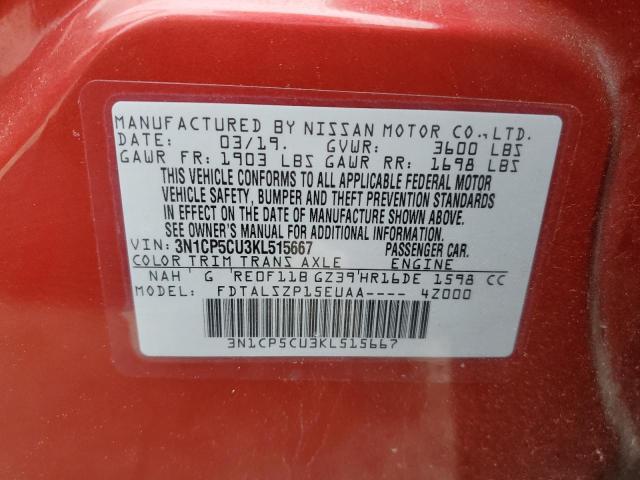 MANUFACTURED BY NISSAN MOTOR CO.,LTD.
DATE: 03/19. GVWR: 3600 LBS
GAWR FR: 1903 LBS GAWR RR: 1698 LBS
THIS VEHICLE CONFORMS TO ALL APPLICABLE FEDERAL MOTOR
VEHICLE SAFETY, BUMPER, AND THEFT PREVENTION STANDARDS
IN EFFECT ON THE DATE OF MANUFACTURE SHOWN ABOVE.
SEE OWNER'S MANUAL FOR ADDITIONAL INFORMATION.
VIN: 3N1CP5CU3KL515667 PASSENGER CAR.
COLOR TRIM TRANS AXLE ENGINE
NAH G RE0F11B GZ39 HR16DE 1598 CC
MODEL FDTALSZP15EUAA---- 4Z000
3N1CP5CU3KL515667